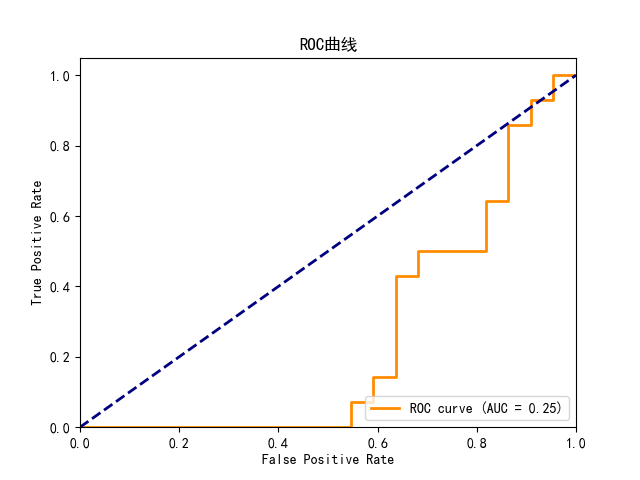 ROC曲线
True Positive Rate
1.0
0.8
0.6
0.4
0.2
0.0
ROC curve (AUC = 0.25)
0.0 0.2 0.4 0.6 0.8 1.0
False Positive Rate